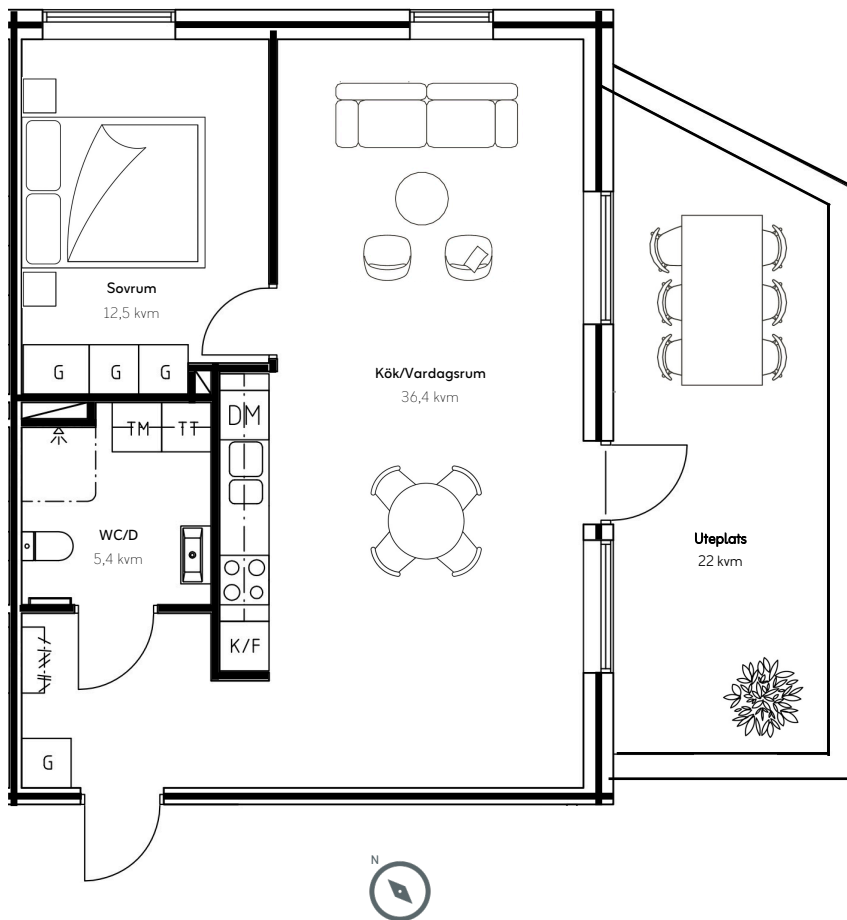 Sovrum
12,5 kvm
G
G
G
Kök/Vardagsrum
36,4 kvm
DM
TM
TT
WC/D
5,4 kvm
Uteplats
22 kvm
K/F
G
N